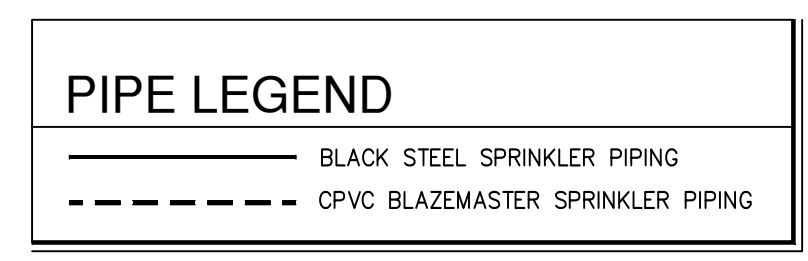 PIPE LEGEND
BLACK STEEL SPRINKLER PIPING
CPVC BLAZEMASTER SPRINKLER PIPING